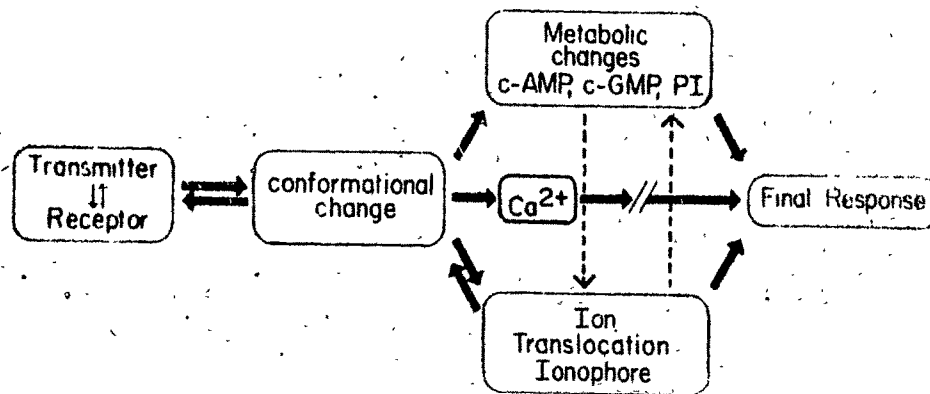 Metabolic
changes
c-AMP, c-GMP, PI
Transmitter
⇃↾
Receptor
conformational
change
Ca²⁺
Final Response
Ion
Translocation
Ionophore